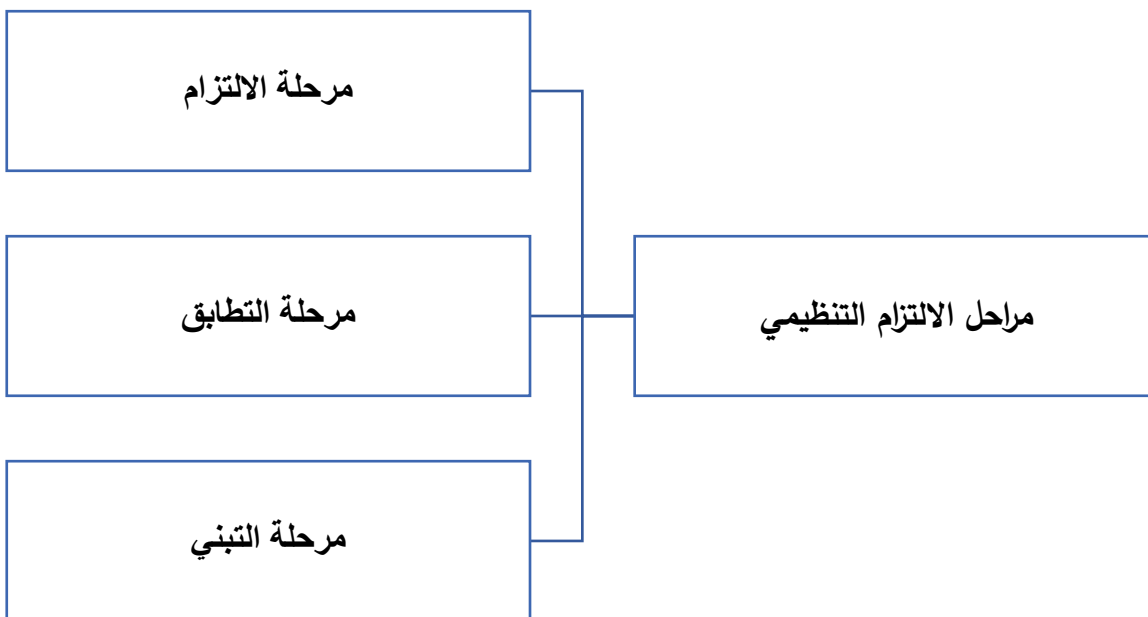 مراحل الالتزام التنظيمي
مرحلة الالتزام
مرحلة التطابق
مرحلة التبني